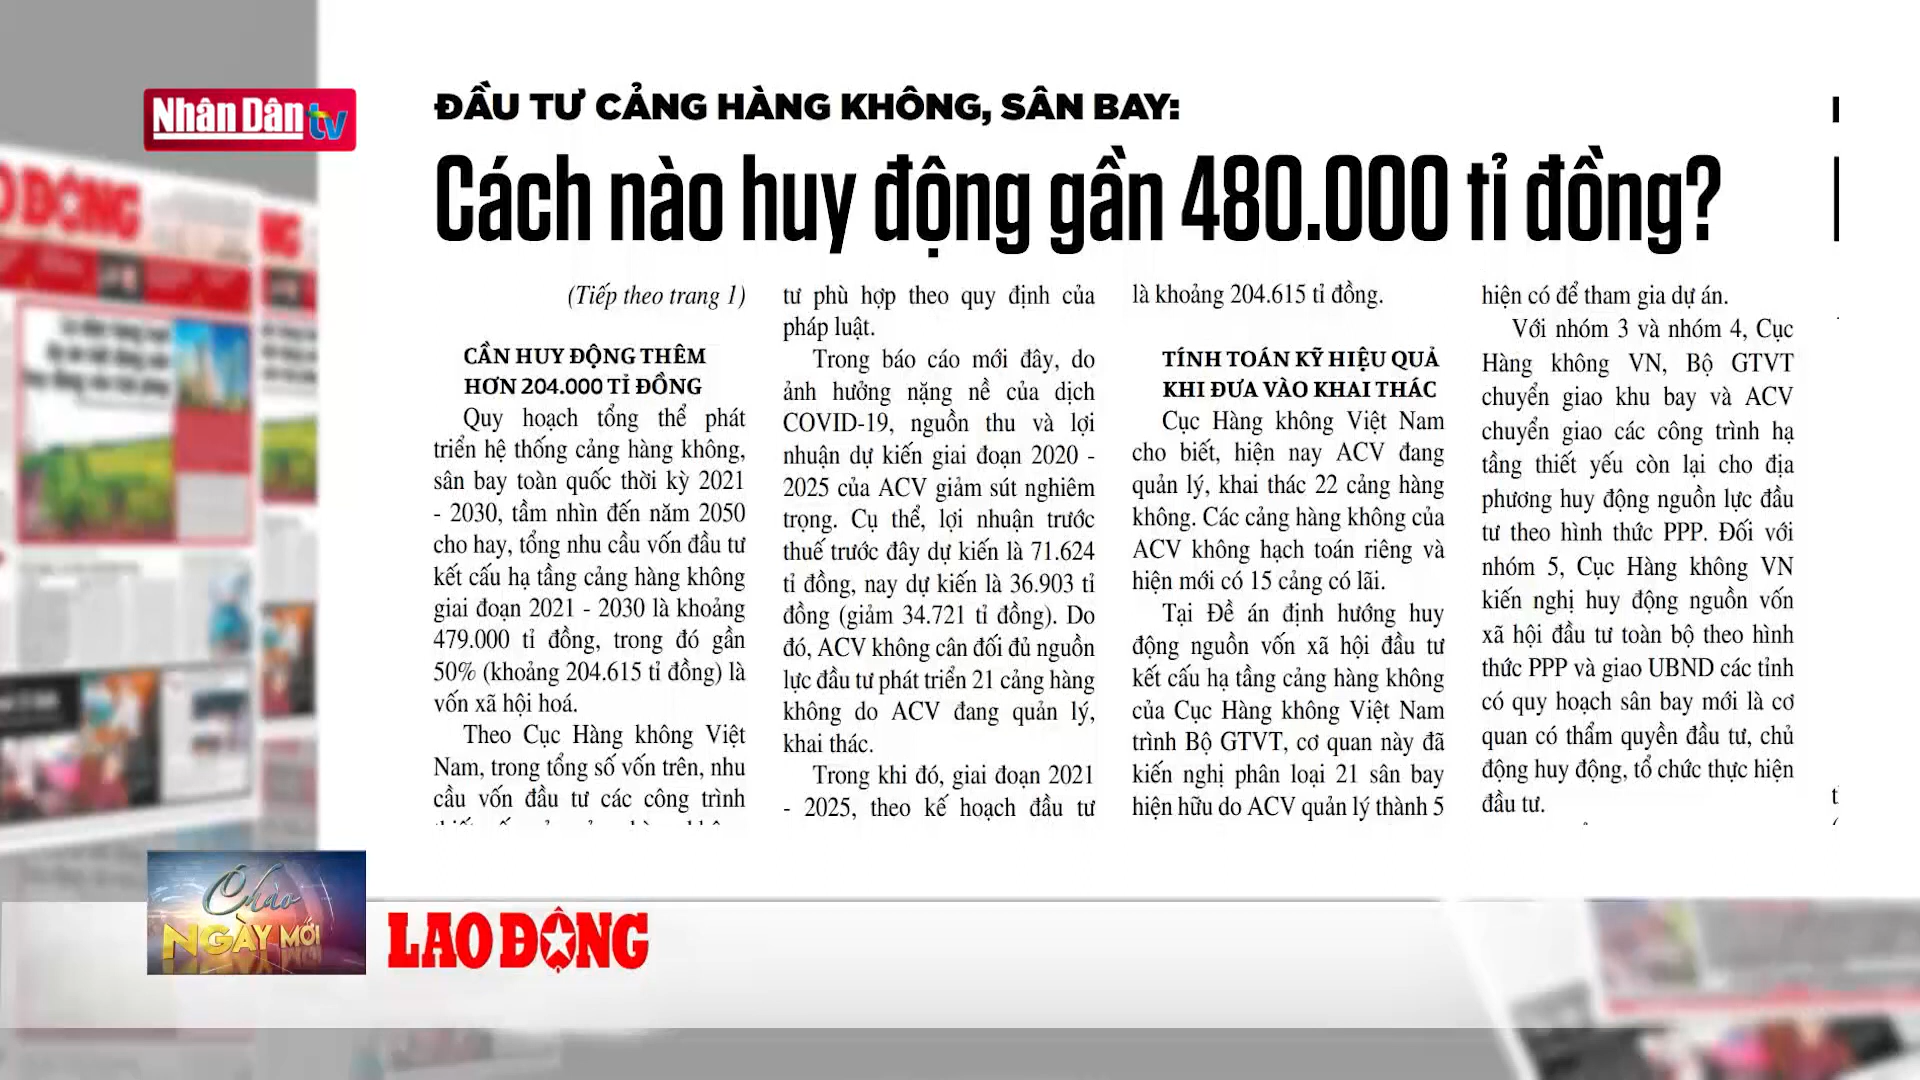 Nhân Dân tv
ĐẦU TƯ CẢNG HÀNG KHÔNG, SÂN BAY:
Cách nào huy động gần 480.000 tỉ đồng?
(Tiếp theo trang 1)
CẦN HUY ĐỘNG THÊM
HƠN 204.000 TỈ ĐỒNG
Quy hoạch tổng thể phát
triển hệ thống cảng hàng không,
sân bay toàn quốc thời kỳ 2021
- 2030, tầm nhìn đến năm 2050
cho hay, tổng nhu cầu vốn đầu tư
kết cấu hạ tầng cảng hàng không
giai đoạn 2021 - 2030 là khoảng
479.000 tỉ đồng, trong đó gần
50% (khoảng 204.615 tỉ đồng) là
vốn xã hội hoá.
Theo Cục Hàng không Việt
Nam, trong tổng số vốn trên, nhu
cầu vốn đầu tư các công trình
tư phù hợp theo quy định của
pháp luật.
Trong báo cáo mới đây, do
ảnh hưởng nặng nề của dịch
COVID-19, nguồn thu và lợi
nhuận dự kiến giai đoạn 2020 -
2025 của ACV giảm sút nghiêm
trọng. Cụ thể, lợi nhuận trước
thuế trước đây dự kiến là 71.624
tỉ đồng, nay dự kiến là 36.903 tỉ
đồng (giảm 34.721 tỉ đồng). Do
đó, ACV không cân đối đủ nguồn
lực đầu tư phát triển 21 cảng hàng
không do ACV đang quản lý,
khai thác.
Trong khi đó, giai đoạn 2021
- 2025, theo kế hoạch đầu tư
là khoảng 204.615 tỉ đồng.
TÍNH TOÁN KỸ HIỆU QUẢ
KHI ĐƯA VÀO KHAI THÁC
Cục Hàng không Việt Nam
cho biết, hiện nay ACV đang
quản lý, khai thác 22 cảng hàng
không. Các cảng hàng không của
ACV không hạch toán riêng và
hiện mới có 15 cảng có lãi.
Tại Đề án định hướng huy
động nguồn vốn xã hội đầu tư
kết cấu hạ tầng cảng hàng không
của Cục Hàng không Việt Nam
trình Bộ GTVT, cơ quan này đã
kiến nghị phân loại 21 sân bay
hiện hữu do ACV quản lý thành 5
hiện có để tham gia dự án.
Với nhóm 3 và nhóm 4, Cục
Hàng không VN, Bộ GTVT
chuyển giao khu bay và ACV
chuyển giao các công trình hạ
tầng thiết yếu còn lại cho địa
phương huy động nguồn lực đầu
tư theo hình thức PPP. Đối với
nhóm 5, Cục Hàng không VN
kiến nghị huy động nguồn vốn
xã hội đầu tư toàn bộ theo hình
thức PPP và giao UBND các tỉnh
có quy hoạch sân bay mới là cơ
quan có thẩm quyền đầu tư, chủ
động huy động, tổ chức thực hiện
đầu tư.
Chào
NGÀY MỚI
LAO ĐỘNG